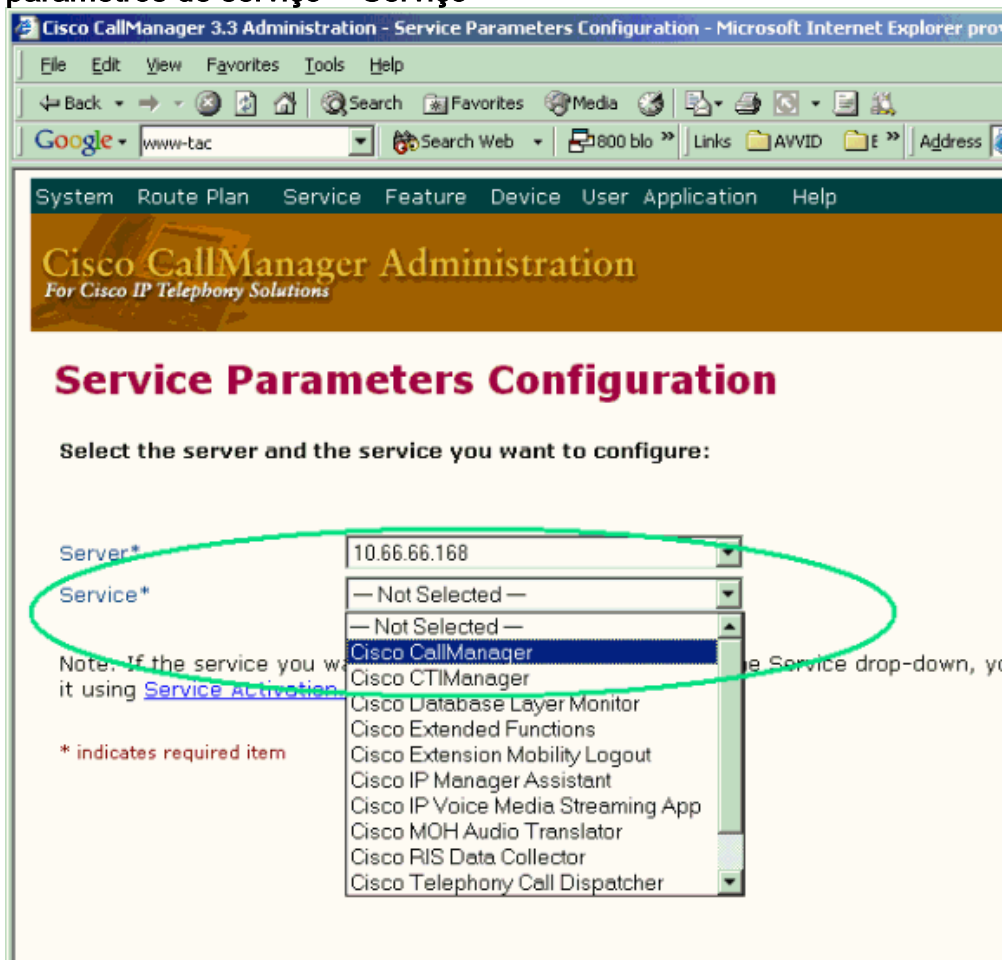 parâmetros de serviço - Serviço
Cisco CallManager 3.3 Administration - Service Parameters Configuration - Microsoft Internet Explorer prov
File Edit View Favorites Tools Help
Back Search Favorites Media
Google www-tac Search Web 800 blo » Links AVVID E » Address
System Route Plan Service Feature Device User Application Help
Cisco CallManager Administration
For Cisco IP Telephony Solutions
Service Parameters Configuration
Select the server and the service you want to configure:
Server* 10.66.66.168
Service* — Not Selected —
— Not Selected —
Cisco CallManager
Cisco CTIManager
Cisco Database Layer Monitor
Cisco Extended Functions
Cisco Extension Mobility Logout
Cisco IP Manager Assistant
Cisco IP Voice Media Streaming App
Cisco MOH Audio Translator
Cisco RIS Data Collector
Cisco Telephony Call Dispatcher
Note: If the service you w Service drop-down, yo
it using Service Activation.
* indicates required item